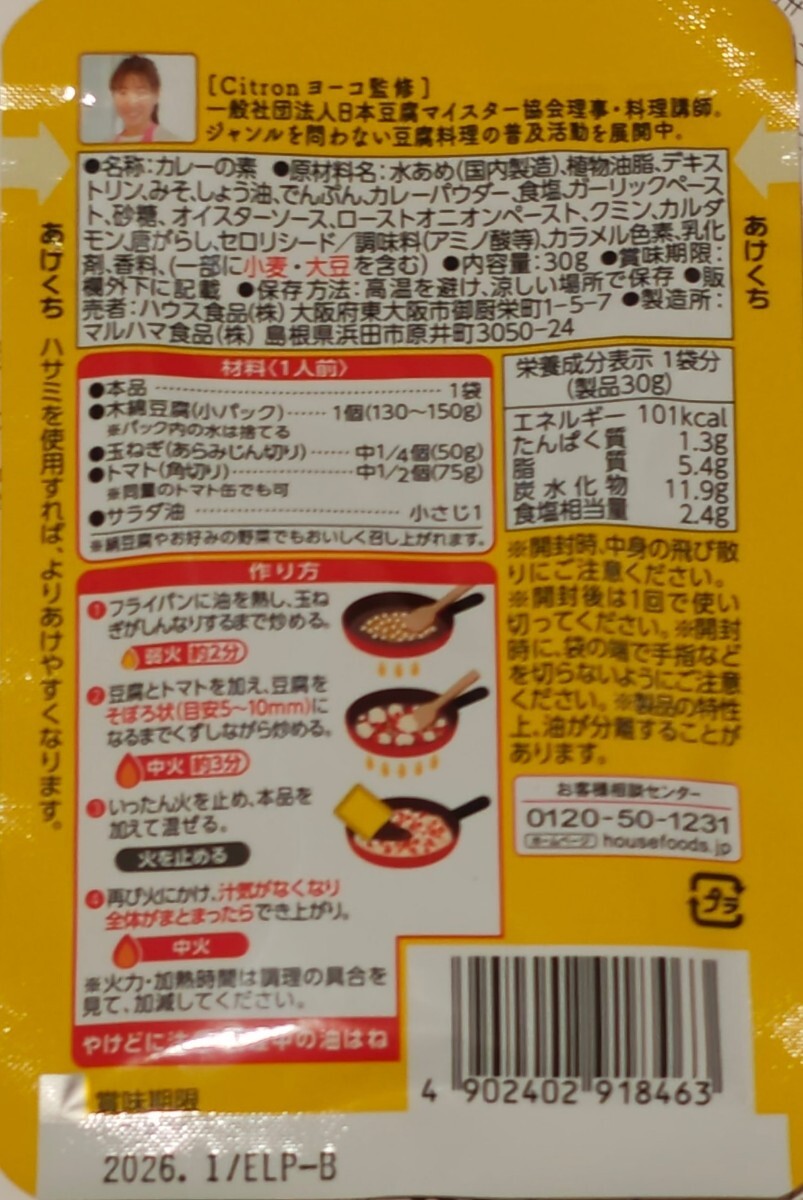 [Citron ヨーコ監修]
一般社団法人日本豆腐マイスター協会理事・料理講師。
ジャンルを問わない豆腐料理の普及活動を展開中。
●名称:カレーの素 ●原材料名:水あめ(国内製造)、植物油脂、デキス
トリン、みそ、しょう油、でんぷん、カレーパウダー、食塩、ガーリックペース
ト、砂糖、オイスターソース、ローストオニオンペースト、クミン、カルダ
モン、唐がらし、セロリシード/調味料(アミノ酸等)、カラメル色素、乳化
剤、香料、(一部に小麦・大豆を含む) ●内容量:30g ●賞味期限:
欄外下に記載 ●保存方法:高温を避け、涼しい場所で保存 ●販
売者:ハウス食品(株) 大阪府東大阪市御厨栄町1-5-7 ●製造所:
マルハマ食品(株) 島根県浜田市原井町3050-24
あけくち
あけくち
ハサミを使用すれば、よりあけやすくなります。
材料〈1人前〉
●本品 1袋
●木綿豆腐(小パック) 1個(130~150g)
※パック内の水は捨てる
●玉ねぎ(あらみじん切り) 中1/4個(50g)
●トマト(角切り) 中1/2個(75g)
※同量のトマト缶でも可
●サラダ油 小さじ1
※絹豆腐やお好みの野菜でもおいしく召し上がれます。
栄養成分表示 1袋分
(製品30g)
エネルギー 101kcal
たんぱく質 1.3g
脂質 5.4g
炭水化物 11.9g
食塩相当量 2.4g
作り方
1 フライパンに油を熱し、玉ね
ぎがしんなりするまで炒める。
弱火 約2分
2 豆腐とトマトを加え、豆腐を
そぼろ状(目安5~10mm)に
なるまでくずしながら炒める。
中火 約3分
3 いったん火を止め、本品を
加えて混ぜる。
火を止める
4 再び火にかけ、汁気がなくなり
全体がまとまったらでき上がり。
中火
※火力・加熱時間は調理の具合を
見て、加減してください。
やけどに注 中の油はね
※開封時、中身の飛び散
りにご注意ください。
※開封後は1回で使い
切ってください。※開封
時に、袋の端で手指など
を切らないようにご注意
ください。※製品の特性
上、油が分離することが
あります。
お客様相談センター
0120-50-1231
ホームページ housefoods.jp
プラ
4 902402 918463
賞味期限
2026. 1/ELP-B